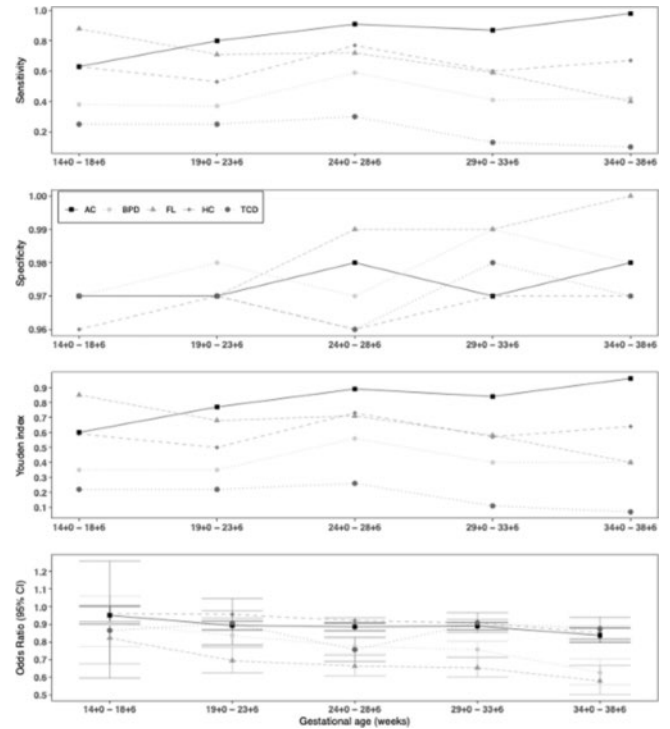 1.0
0.8
0.6
0.4
0.2
Sensitivity
14+0 – 18+6 19+0 – 23+6 24+0 – 28+6 29+0 – 33+6 34+0 – 38+6
1.00
0.99
0.98
0.97
0.96
Specificity
AC BPD FL HC TCD
14+0 – 18+6 19+0 – 23+6 24+0 – 28+6 29+0 – 33+6 34+0 – 38+6
0.9
0.8
0.7
0.6
0.5
0.4
0.3
0.2
0.1
Youden index
14+0 – 18+6 19+0 – 23+6 24+0 – 28+6 29+0 – 33+6 34+0 – 38+6
1.2
1.1
1.0
0.9
0.8
0.7
0.6
0.5
Odds Ratio (95% CI)
14+0 – 18+6 19+0 – 23+6 24+0 – 28+6 29+0 – 33+6 34+0 – 38+6
Gestational age (weeks)